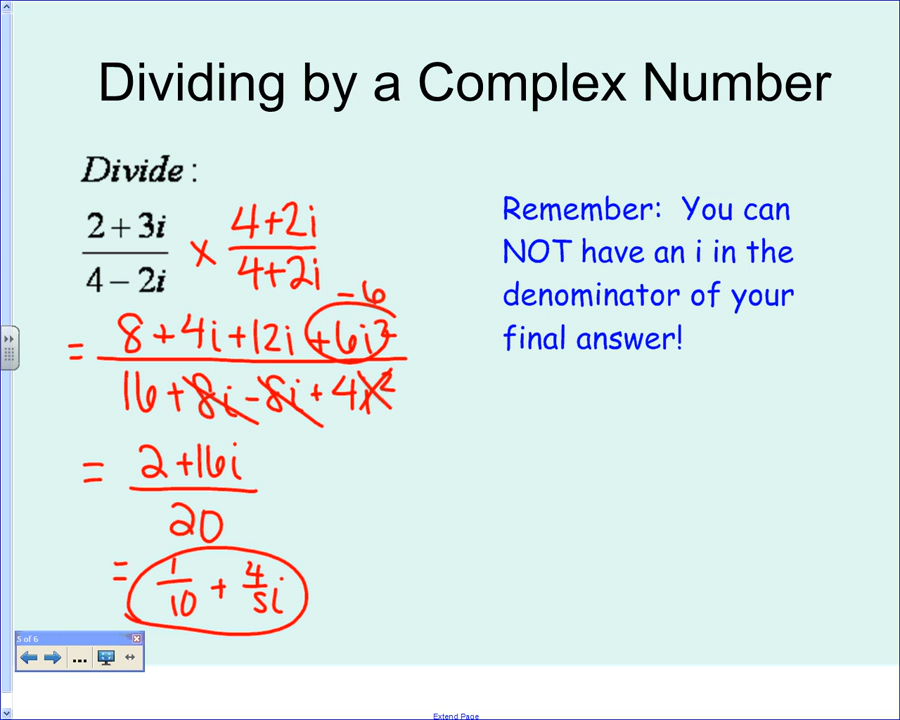 Dividing by a Complex Number
Divide :
2 + 3i
4 − 2i
× 4+2i
4+2i
Remember: You can
NOT have an i in the
denominator of your
final answer!
−6
= 8+4i+12i +6i²
16+8i−8i+4i²
= 2+16i
20
= 1/10 + 4/5 i
5 of 6
...
Extend Page